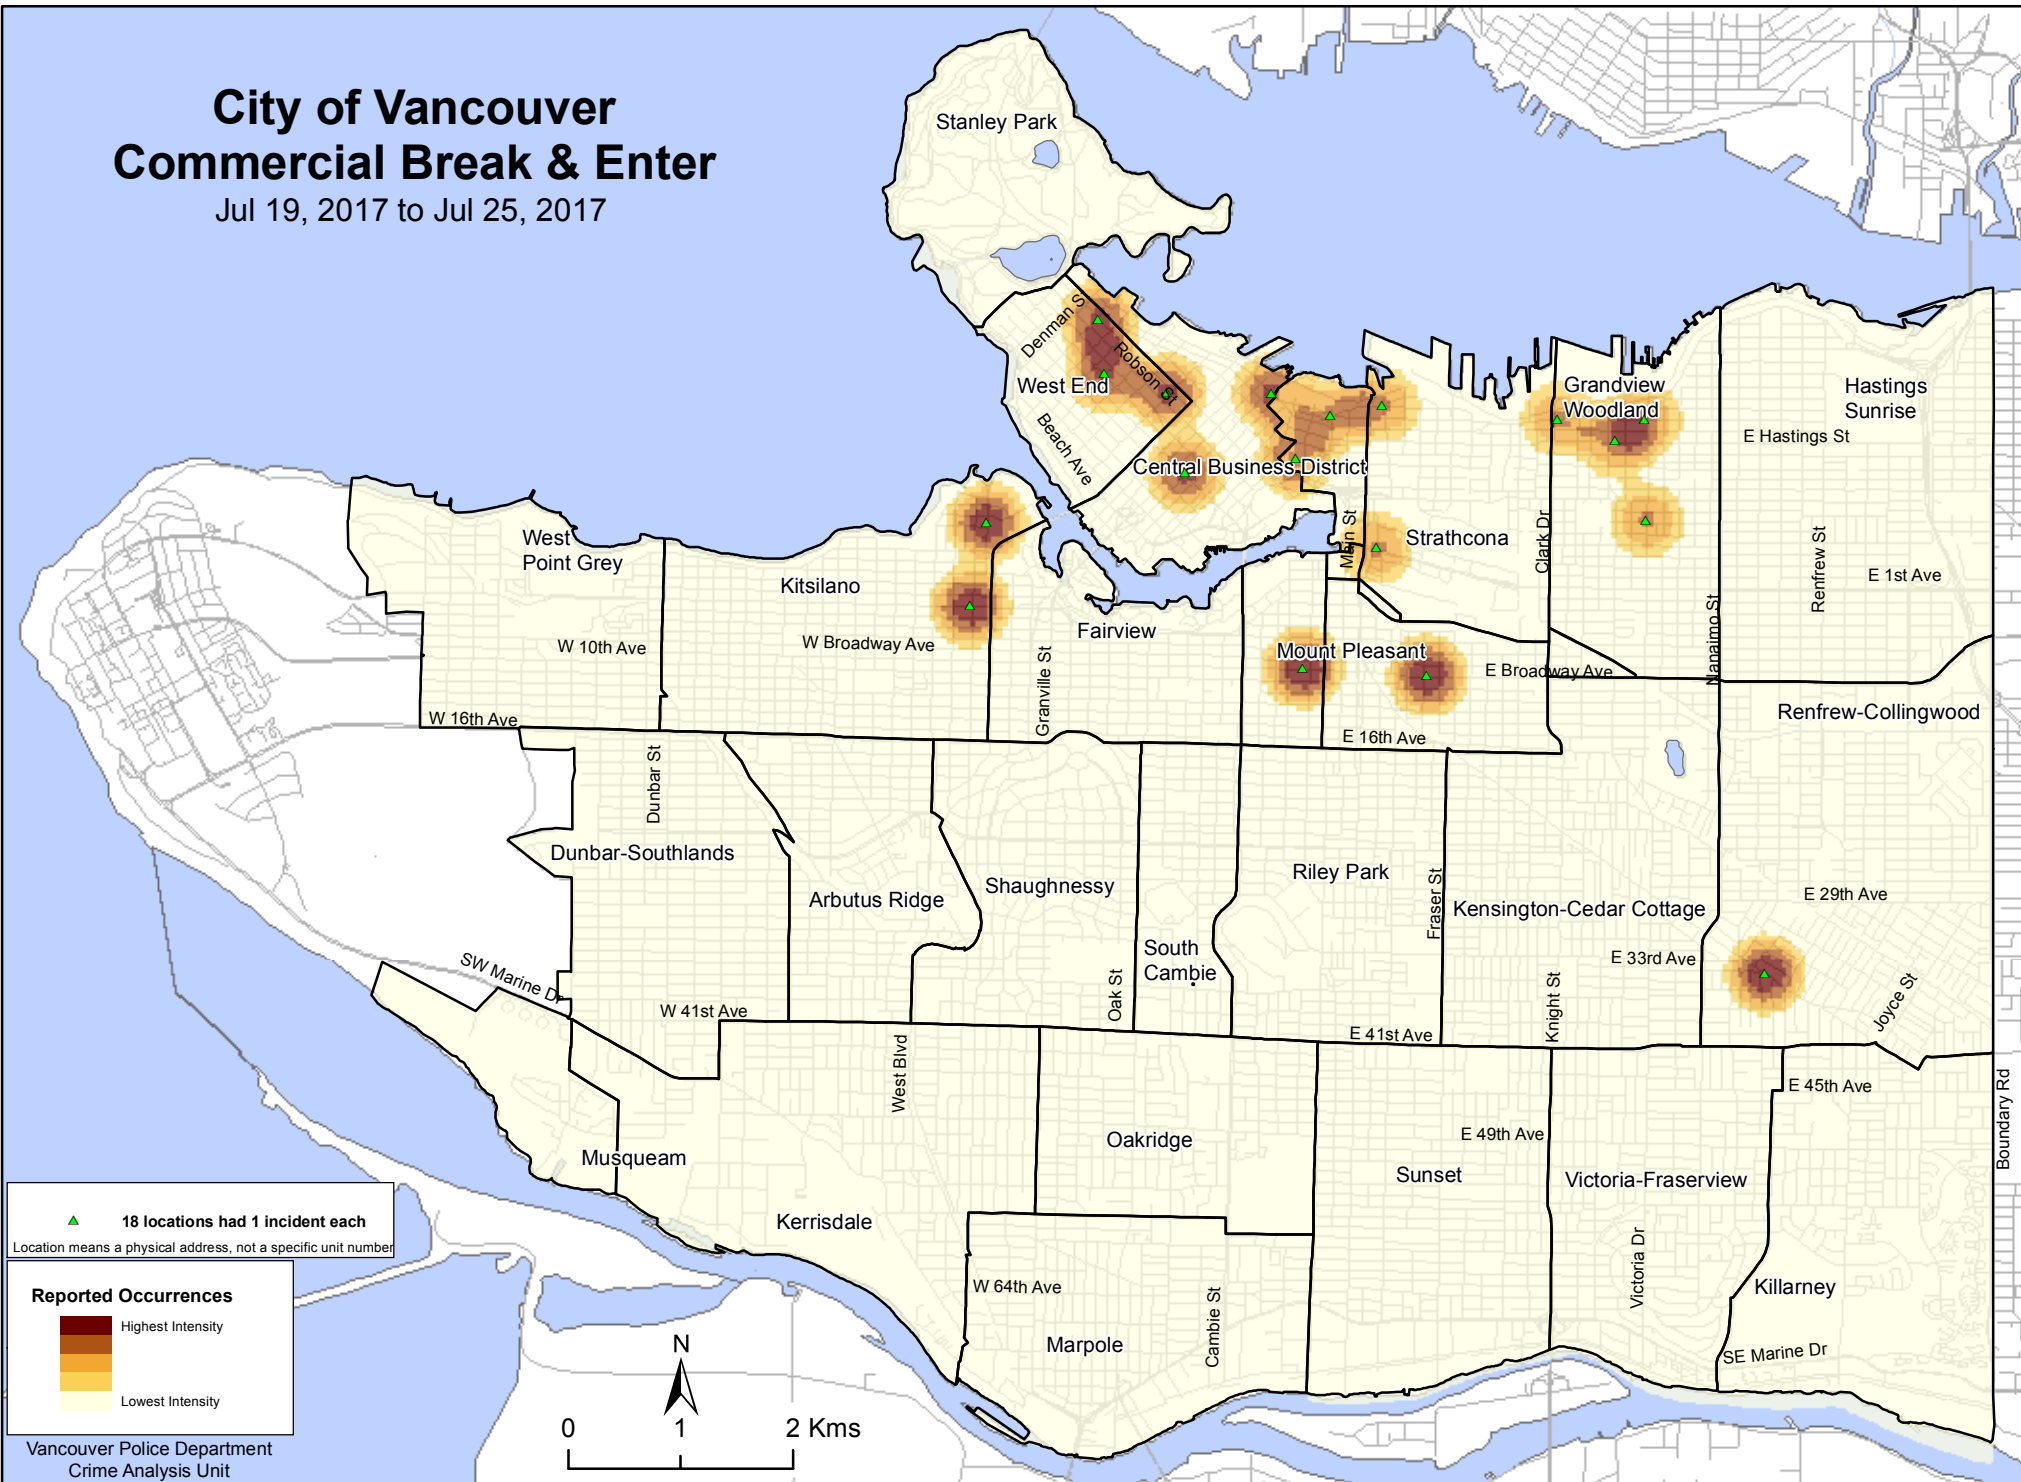 City of Vancouver
Commercial Break & Enter
Jul 19, 2017 to Jul 25, 2017
Stanley Park
Denman S
Robson St
West End
Beach Ave
Central Business District
Grandview
Woodland
Hastings
Sunrise
E Hastings St
West
Point Grey
Kitsilano
Main St
Strathcona
Clark Dr
Renfrew St
E 1st Ave
Nanaimo St
W 10th Ave
W Broadway Ave
Fairview
Granville St
Mount Pleasant
E Broadway Ave
W 16th Ave
E 16th Ave
Renfrew-Collingwood
Dunbar St
Dunbar-Southlands
Arbutus Ridge
Shaughnessy
Riley Park
Fraser St
Kensington-Cedar Cottage
E 29th Ave
South
Cambie
E 33rd Ave
SW Marine Dr
Oak St
Knight St
Joyce St
W 41st Ave
E 41st Ave
West Blvd
E 45th Ave
Boundary Rd
Musqueam
Oakridge
E 49th Ave
Sunset
Victoria-Fraserview
Kerrisdale
Victoria Dr
W 64th Ave
Cambie St
Killarney
Marpole
SE Marine Dr
18 locations had 1 incident each
Location means a physical address, not a specific unit number
Reported Occurrences
Highest Intensity
Lowest Intensity
Vancouver Police Department
Crime Analysis Unit
N
0 1 2 Kms